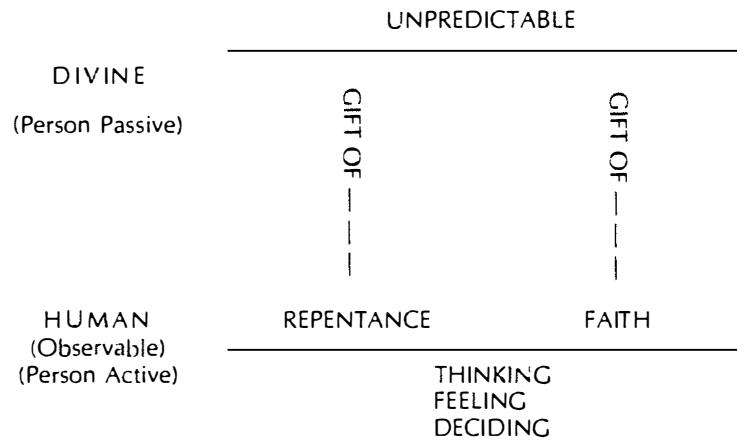 UNPREDICTABLE
DIVINE
(Person Passive)
GIFT OF
GIFT OF
HUMAN
(Observable)
(Person Active)
REPENTANCE
FAITH
THINKING
FEELING
DECIDING